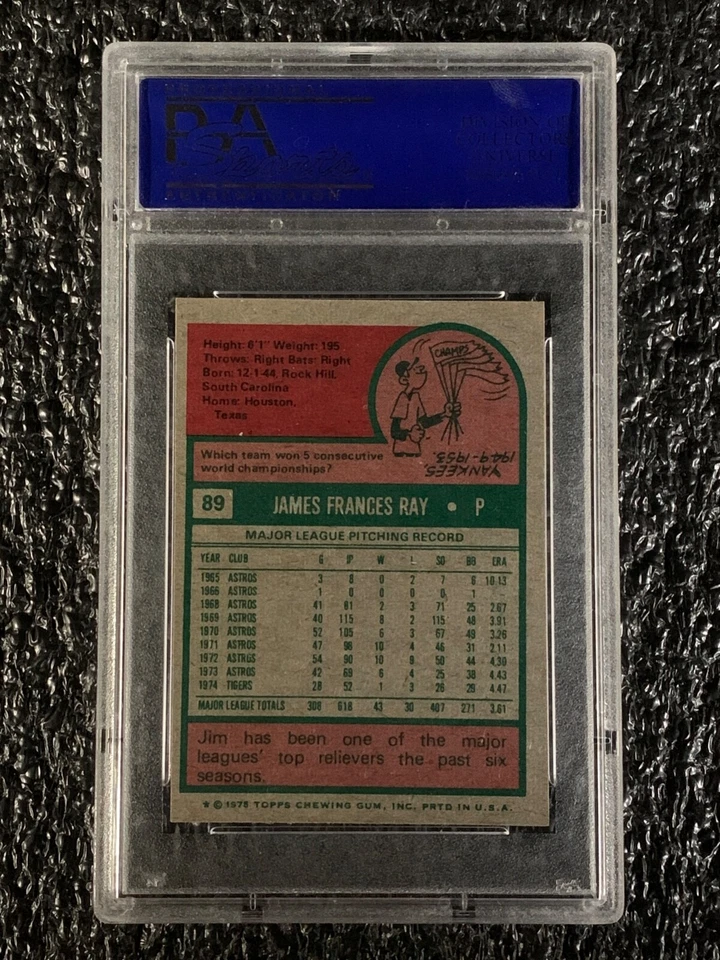 PSA
DIVISION OF
COLLECTORS
UNIVERSE
Height: 6'1" Weight: 195
Throws: Right Bats: Right
Born: 12-1-44, Rock Hill,
South Carolina
Home: Houston,
Texas
CHAMPS
Which team won 5 consecutive
world championships?
YANKEES,
1949-1953.
89 JAMES FRANCES RAY • P
MAJOR LEAGUE PITCHING RECORD
YEAR CLUB G IP W L SO BB ERA
1965 ASTROS 3 8 0 2 7 6 10.13
1966 ASTROS 1 0 0 0 0 1 -
1968 ASTROS 41 81 2 3 71 25 2.67
1969 ASTROS 40 115 8 2 115 48 3.91
1970 ASTROS 52 105 6 3 67 49 3.26
1971 ASTROS 47 98 10 4 46 31 2.11
1972 ASTROS 54 90 10 8 50 44 4.30
1973 ASTROS 42 69 6 4 25 38 4.43
1974 TIGERS 28 52 1 3 26 29 4.47
MAJOR LEAGUE TOTALS 308 618 43 30 407 271 3.61
Jim has been one of the major
leagues' top relievers the past six
seasons.
★ © 1975 TOPPS CHEWING GUM, INC. PRTD IN U.S.A.